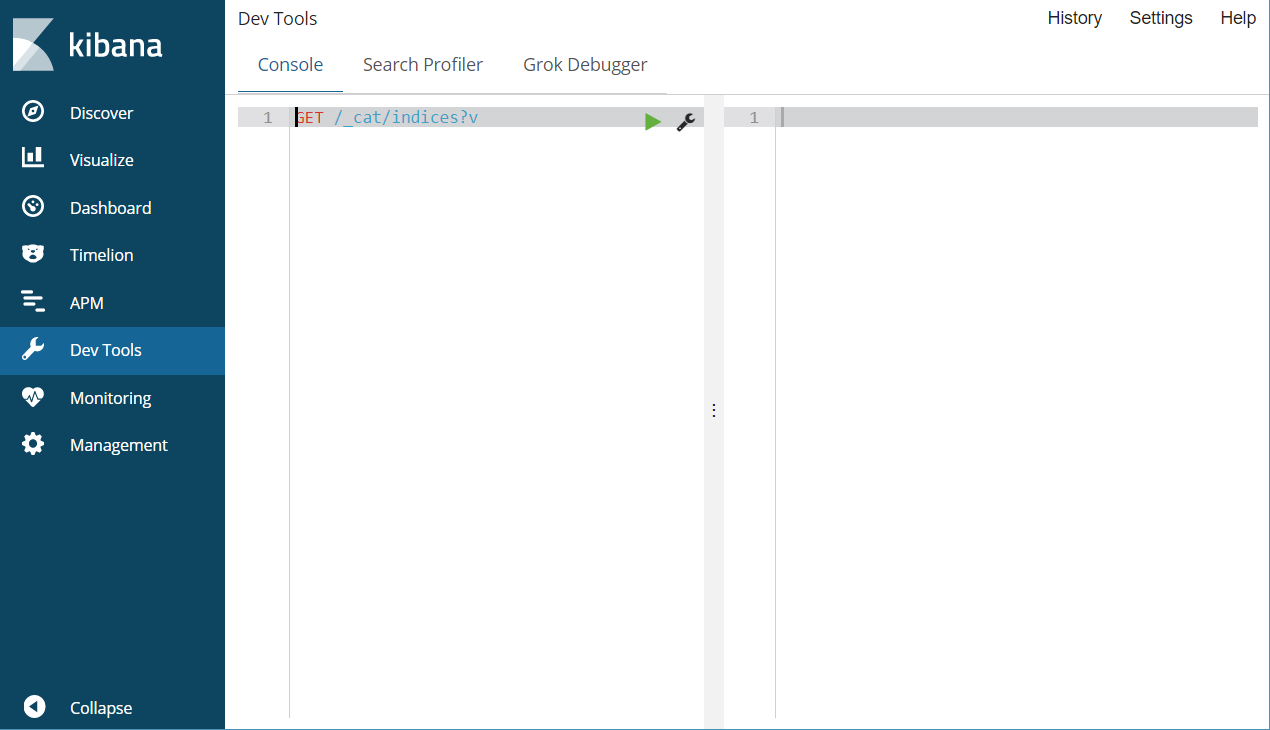 kibana
Discover
Visualize
Dashboard
Timelion
APM
Dev Tools
Monitoring
Management
Collapse
Dev Tools
History Settings Help
Console Search Profiler Grok Debugger
1 GET /_cat/indices?v
1